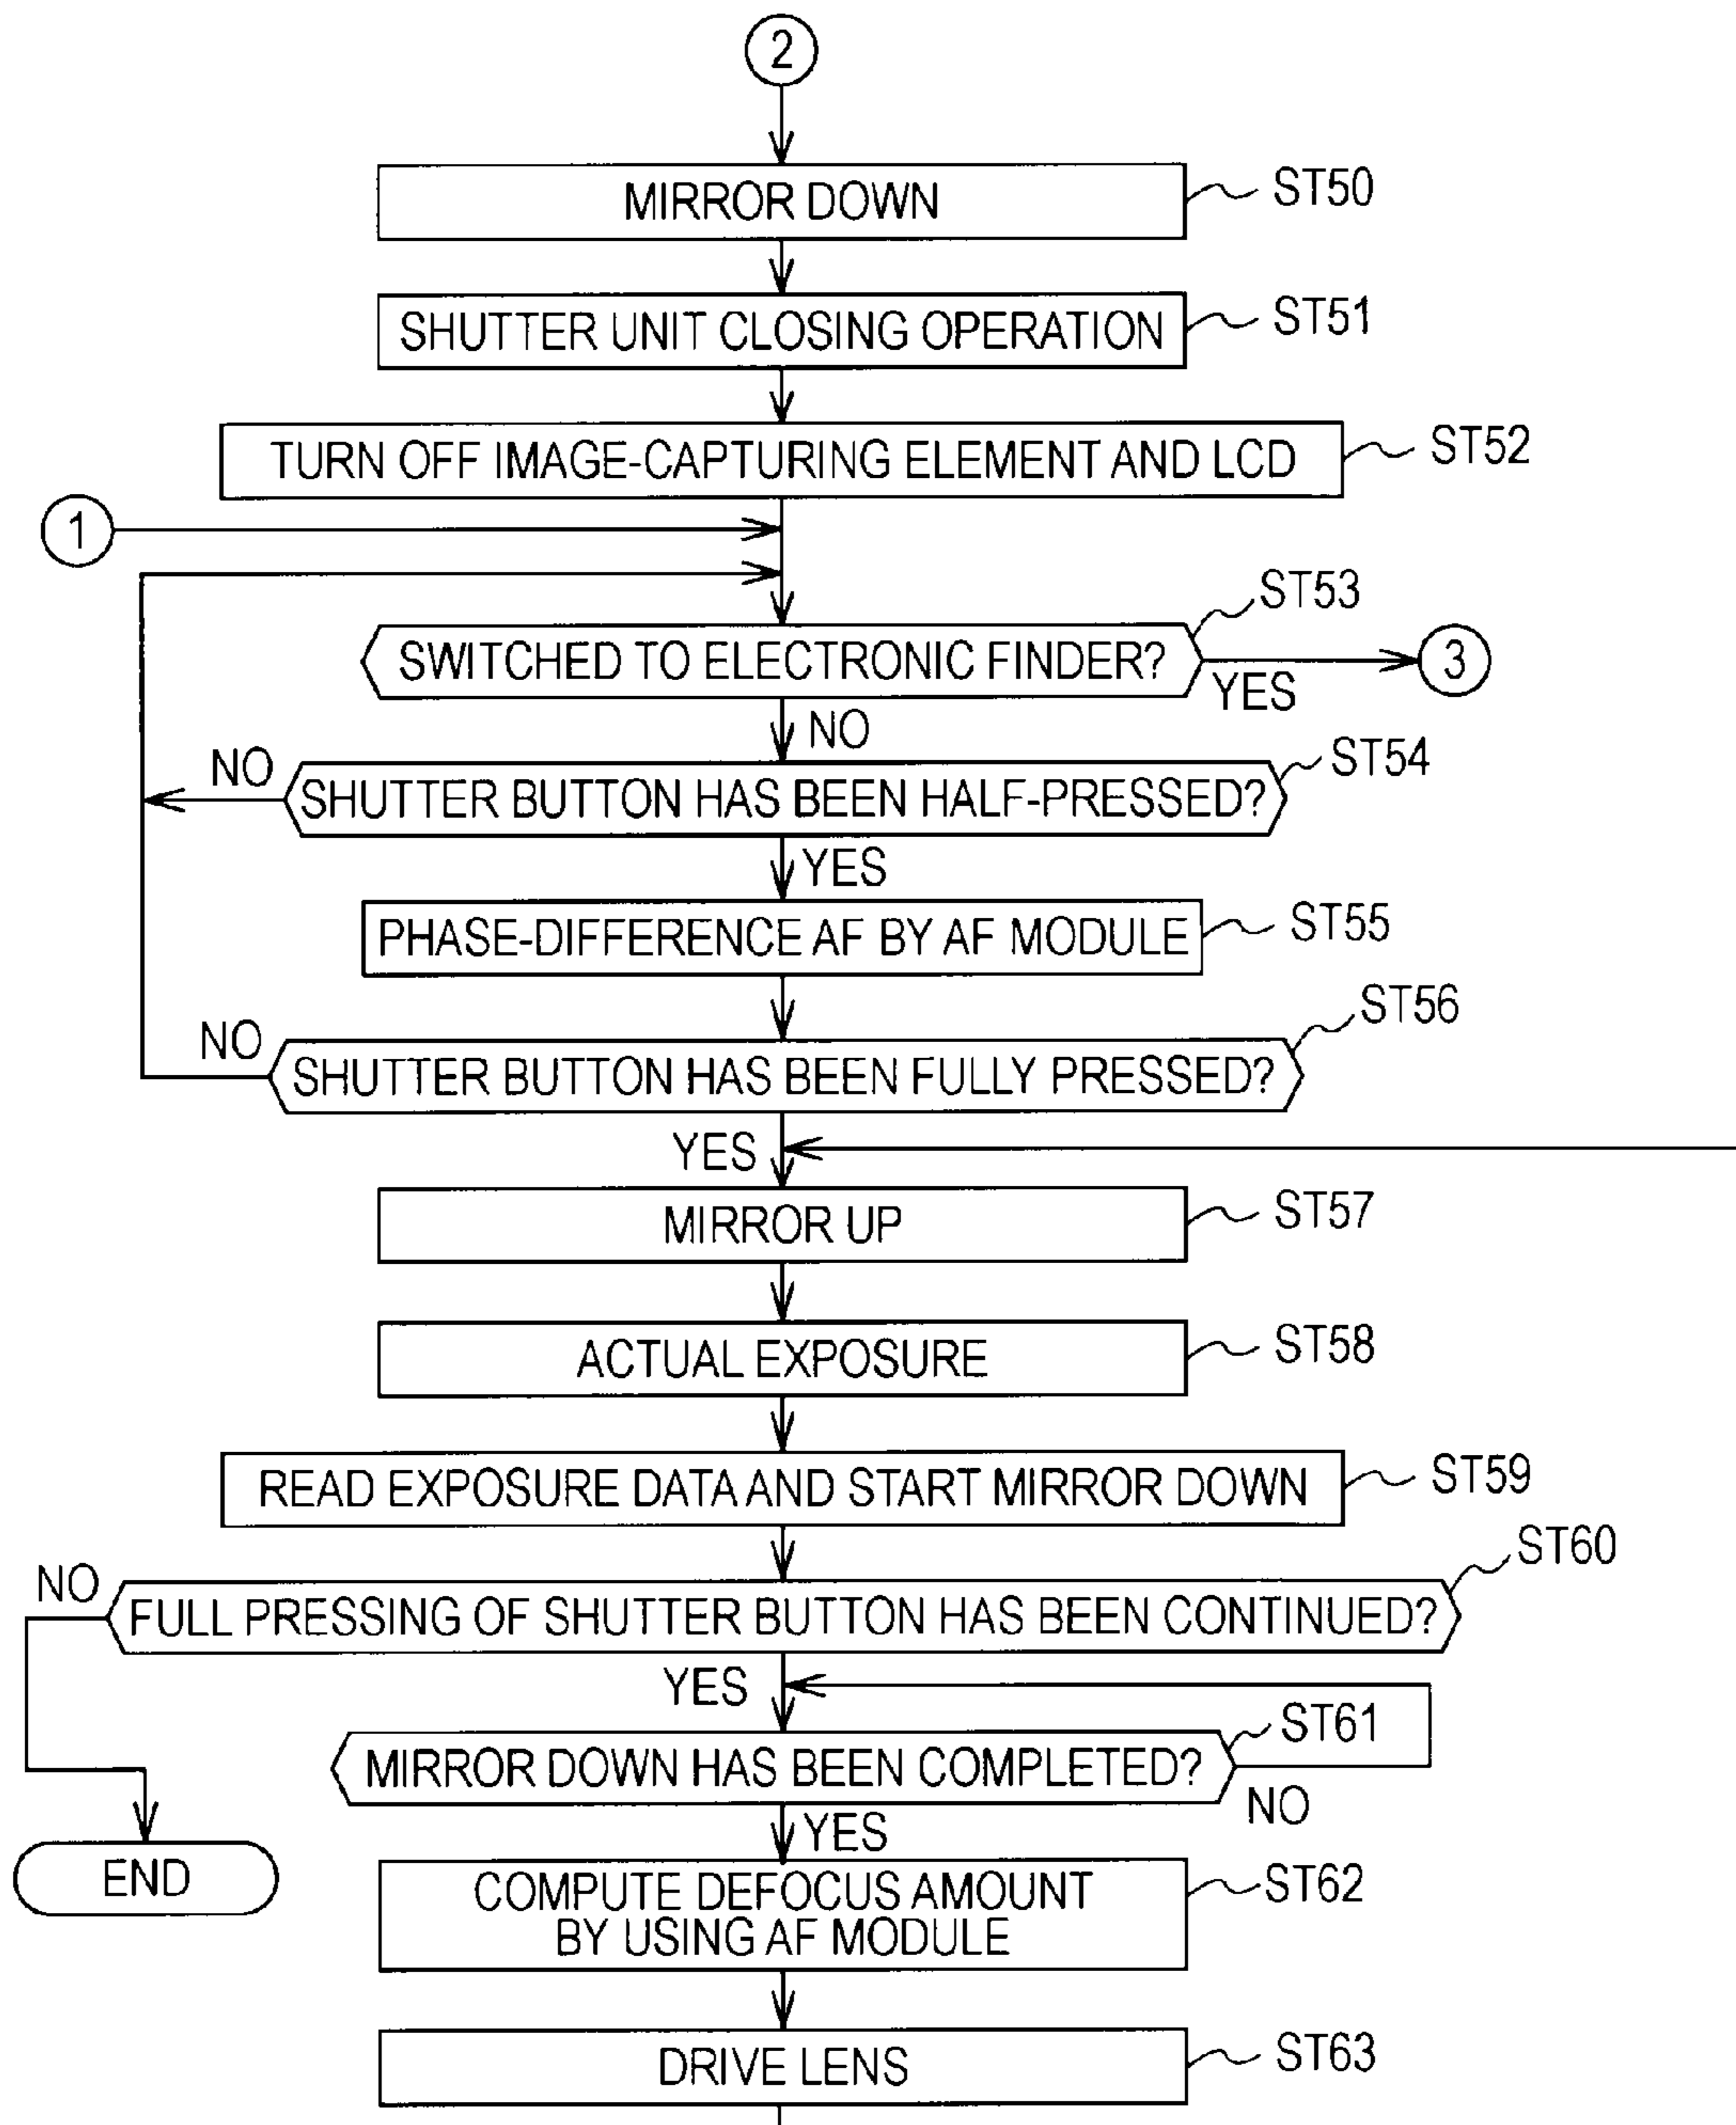 2
MIRROR DOWN
ST50
SHUTTER UNIT CLOSING OPERATION
ST51
TURN OFF IMAGE-CAPTURING ELEMENT AND LCD
ST52
1
ST53
SWITCHED TO ELECTRONIC FINDER?
3
YES
NO
ST54
NO
SHUTTER BUTTON HAS BEEN HALF-PRESSED?
YES
PHASE-DIFFERENCE AF BY AF MODULE
ST55
ST56
NO
SHUTTER BUTTON HAS BEEN FULLY PRESSED?
YES
MIRROR UP
ST57
ACTUAL EXPOSURE
ST58
READ EXPOSURE DATA AND START MIRROR DOWN
ST59
ST60
NO
FULL PRESSING OF SHUTTER BUTTON HAS BEEN CONTINUED?
YES
ST61
MIRROR DOWN HAS BEEN COMPLETED?
NO
YES
END
COMPUTE DEFOCUS AMOUNT
BY USING AF MODULE
ST62
DRIVE LENS
ST63